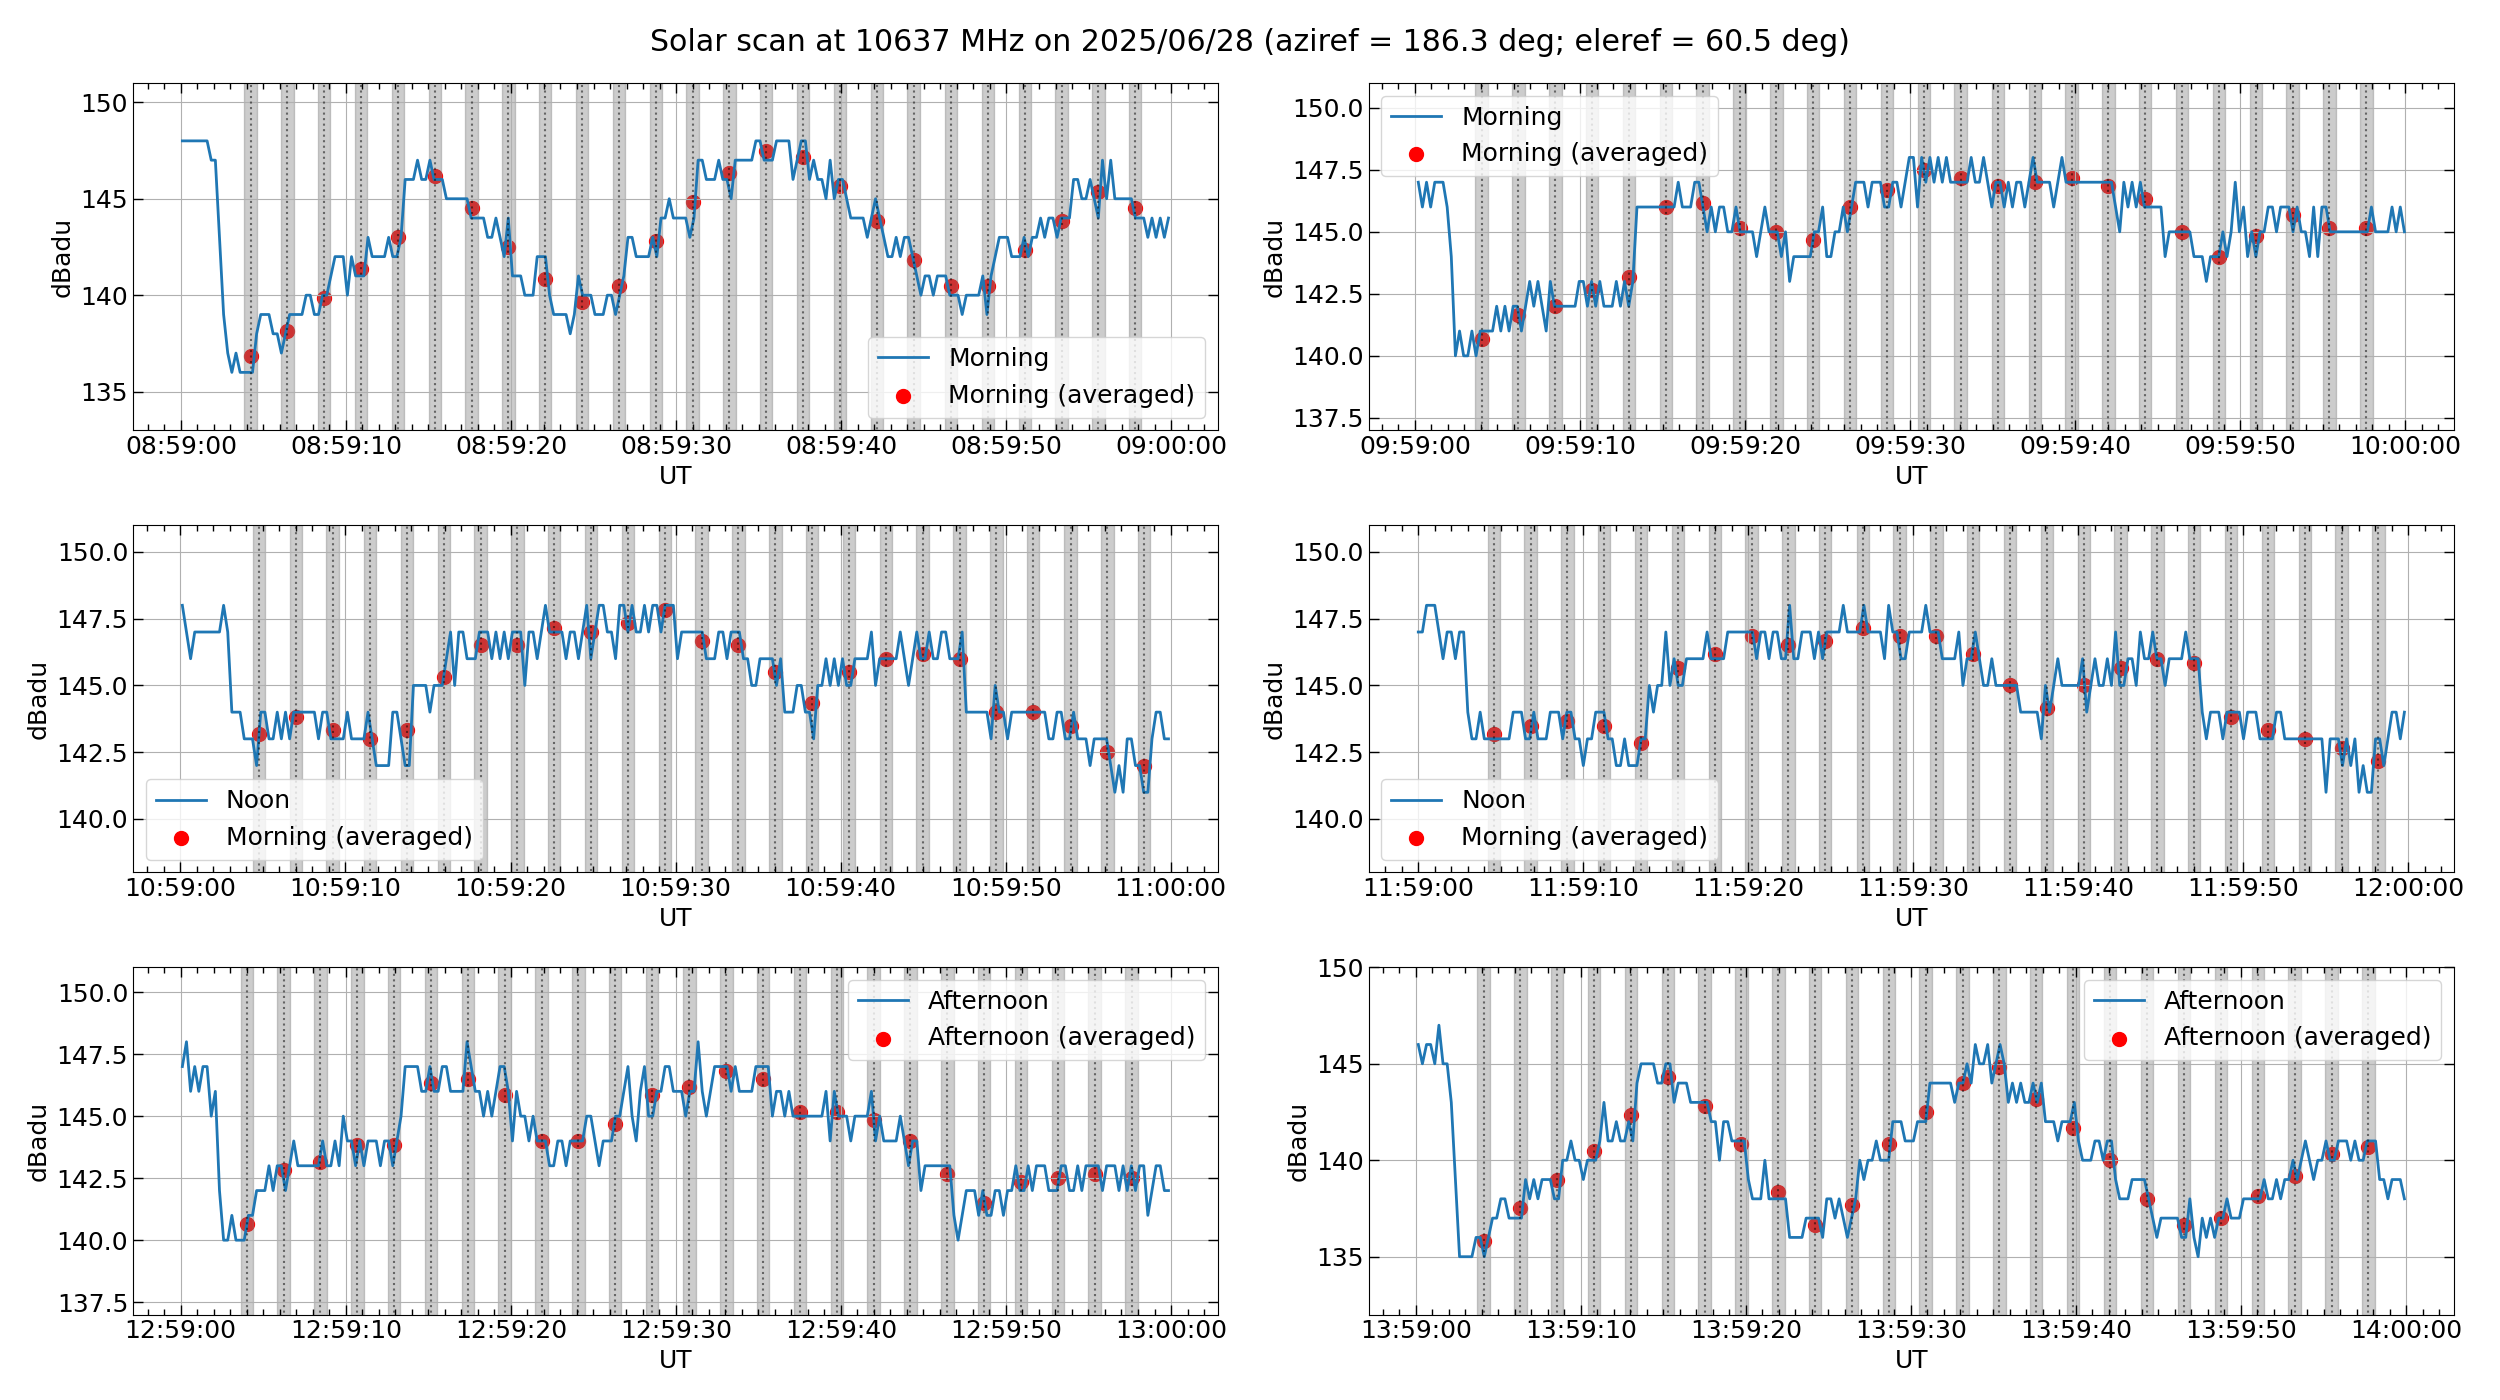 Solar scan at 10637 MHz on 2025/06/28 (aziref = 186.3 deg; eleref = 60.5 deg)
150
145
140
135
dBadu
Morning
Morning (averaged)
08:59:00 08:59:10 08:59:20 08:59:30 08:59:40 08:59:50 09:00:00
UT
150.0
147.5
145.0
142.5
140.0
137.5
dBadu
Morning
Morning (averaged)
09:59:00 09:59:10 09:59:20 09:59:30 09:59:40 09:59:50 10:00:00
UT
150.0
147.5
145.0
142.5
140.0
dBadu
Noon
Morning (averaged)
10:59:00 10:59:10 10:59:20 10:59:30 10:59:40 10:59:50 11:00:00
UT
150.0
147.5
145.0
142.5
140.0
dBadu
Noon
Morning (averaged)
11:59:00 11:59:10 11:59:20 11:59:30 11:59:40 11:59:50 12:00:00
UT
150.0
147.5
145.0
142.5
140.0
137.5
dBadu
Afternoon
Afternoon (averaged)
12:59:00 12:59:10 12:59:20 12:59:30 12:59:40 12:59:50 13:00:00
UT
150
145
140
135
dBadu
Afternoon
Afternoon (averaged)
13:59:00 13:59:10 13:59:20 13:59:30 13:59:40 13:59:50 14:00:00
UT